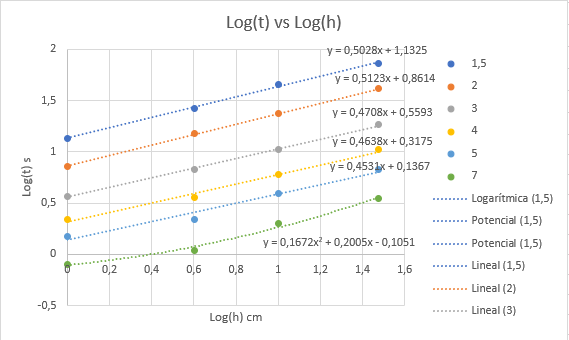 Log(t) vs Log(h)
y = 0,5028x + 1,1325
y = 0,5123x + 0,8614
y = 0,4708x + 0,5593
y = 0,4638x + 0,3175
y = 0,4531x + 0,1367
y = 0,1672x² + 0,2005x - 0,1051
2
1,5
1
0,5
0
-0,5
0
0,2
0,4
0,6
0,8
1
1,2
1,4
1,6
Log(t) s
Log(h) cm
1,5
2
3
4
5
7
Logarítmica (1,5)
Potencial (1,5)
Potencial (1,5)
Lineal (1,5)
Lineal (2)
Lineal (3)